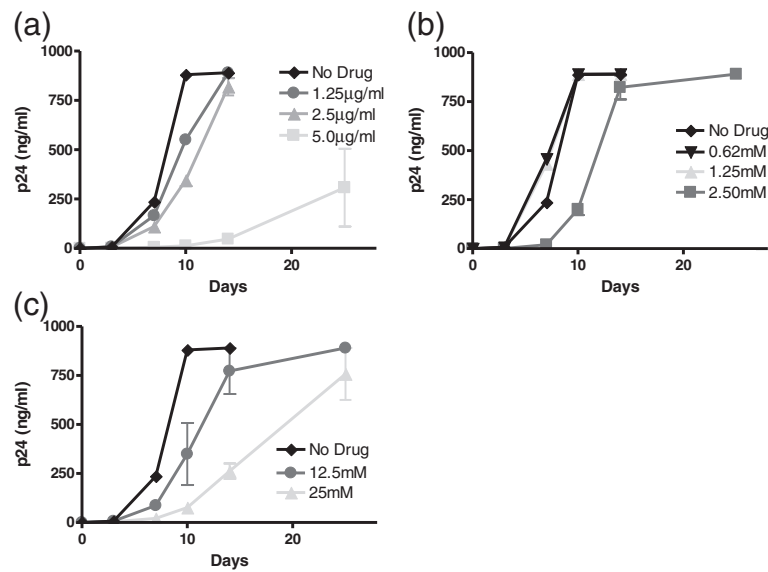 (a)
1000
750
500
250
0
p24 (ng/ml)
0 10 20
Days
No Drug
1.25µg/ml
2.5µg/ml
5.0µg/ml
(b)
1000
750
500
250
0
p24 (ng/ml)
0 10 20
Days
No Drug
0.62mM
1.25mM
2.50mM
(c)
1000
750
500
250
0
p24 (ng/ml)
0 10 20
Days
No Drug
12.5mM
25mM